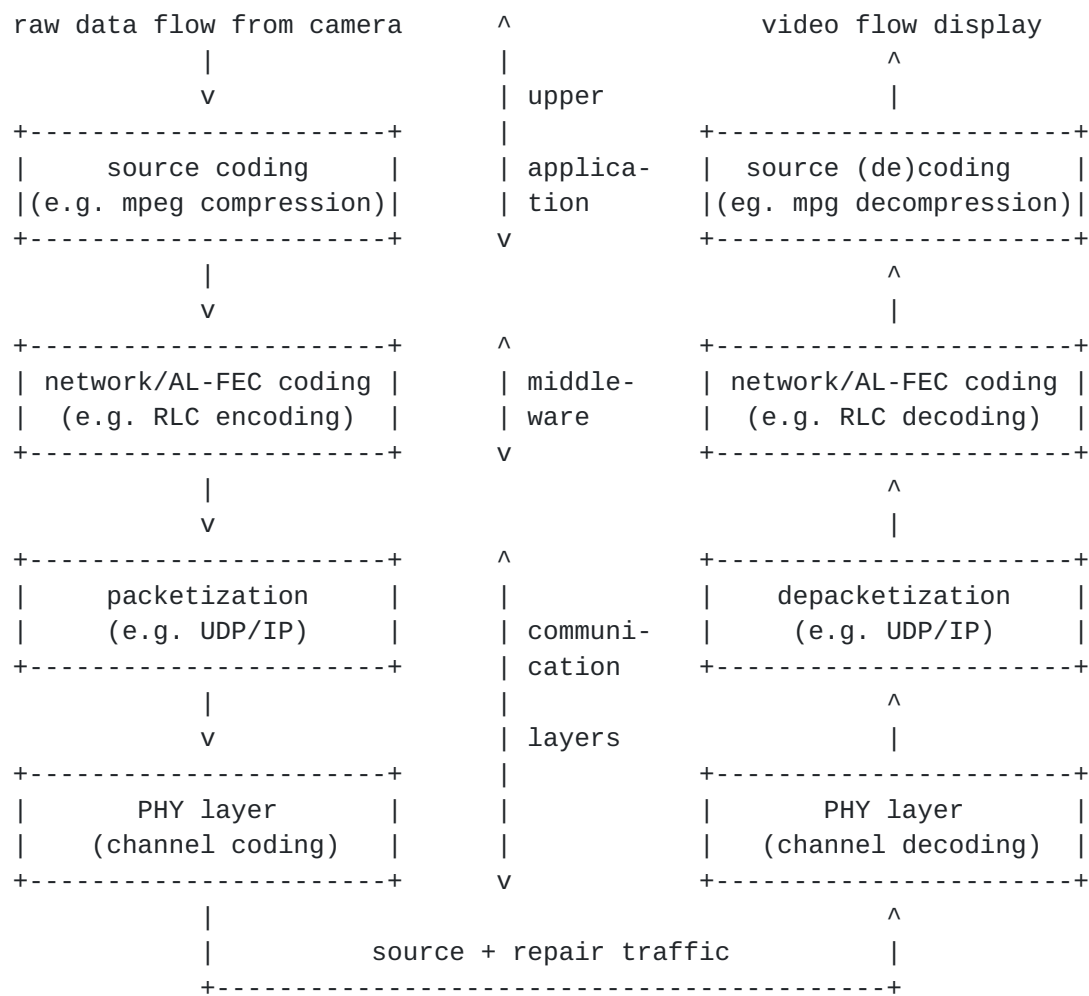 raw data flow from camera      ^                video flow display
            |                  |                        ^
            v                  | upper                  |
+-----------------------+      |            +-----------------------+
|     source coding     |      | applica-   |  source (de)coding    |
|(e.g. mpeg compression)|      | tion       |(eg. mpg decompression)|
+-----------------------+      v            +-----------------------+
            |                                           ^
            v                                           |
+-----------------------+      ^            +-----------------------+
| network/AL-FEC coding |      | middle-    | network/AL-FEC coding |
|  (e.g. RLC encoding)  |      | ware       |  (e.g. RLC decoding)  |
+-----------------------+      v            +-----------------------+
            |                                           ^
            v                                           |
+-----------------------+      ^            +-----------------------+
|     packetization     |      |            |    depacketization    |
|     (e.g. UDP/IP)     |      | communi-   |     (e.g. UDP/IP)     |
+-----------------------+      | cation     +-----------------------+
            |                  |                        ^
            v                  | layers                 |
+-----------------------+      |            +-----------------------+
|       PHY layer       |      |            |       PHY layer       |
|    (channel coding)   |      |            |   (channel decoding)  |
+-----------------------+      v            +-----------------------+
            |                                           ^
            |          source + repair traffic          |
            +-------------------------------------------+